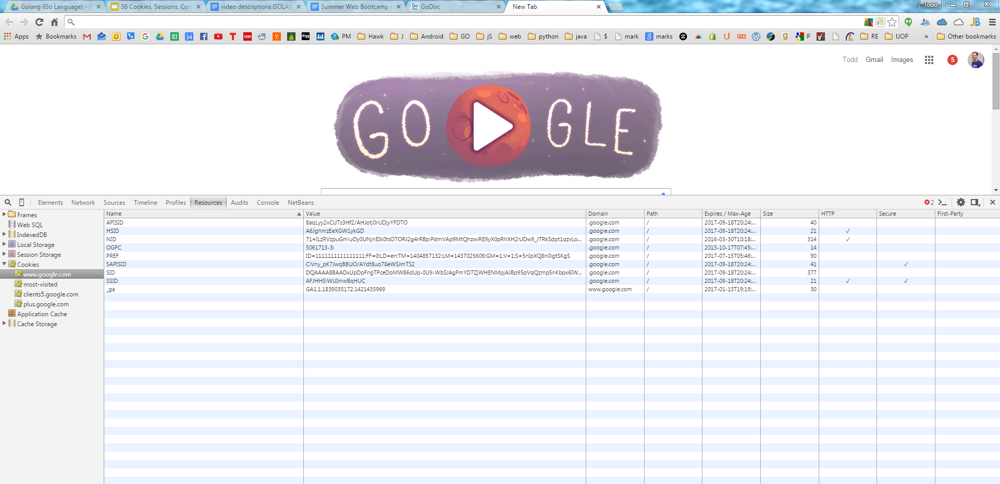 Golang (Go Language) - G
36 Cookies, Sessions, Con
video descriptions GOLAN
Summer Web Bootcamp
GoDoc
New Tab
Todd
Apps
Bookmarks
PM
Hawk
J
Android
GO
jS
web
python
java
$
mark
marks
P
RE
UOP
»
Other bookmarks
Todd Gmail Images 5
GO GLE
Elements Network Sources Timeline Profiles Resources Audits Console NetBeans 2
Frames
Web SQL
IndexedDB
Local Storage
Session Storage
Cookies
www.google.com
most-visited
clients5.google.com
plus.google.com
Application Cache
Cache Storage
Name Value Domain Path Expires / Max-Age Size HTTP Secure First-Party
APISID 8aqLyy2vCUTs3Hf2/AHJotj0rUDjyYFDTO .google.com / 2017-09-18T20:24:... 40
HSID A6JghmzEeXGW1ykGD .google.com / 2017-09-18T20:24:... 21 ✓
NID 71=ILzRVzpuGmiuOy0UNjnEIk0tsO7ORJ2g4rRBpiPdmVAp9MtQhzwiRE9yX0pRhXH2lUDw9_JTRkSdpt1qzvLo... .google.com / 2016-03-30T10:18:... 314 ✓
OGPC 5061713-3: .google.com / 2015-10-17T07:45:... 14
PREF ID=1111111111111111:FF=0:LD=en:TM=1404857132:LM=1437025609:GM=1:V=1:S=5nIpXQ8n0lgtSKgS .google.com / 2017-07-15T05:46:... 90
SAPISID ClVny_pK7JwqBBUO/AYdt8uo78eWSJmTS2 .google.com / 2017-09-18T20:24:... 41 ✓
SID DQAAAA8BAADxUpDpFngTPceDoMW86dUp-0U9-WbSJAgFmYD7ZjWHENMpjAJBp95pVqQzmp5nKbpx6IW... .google.com / 2017-09-18T20:24:... 377
SSID AFJHH5iWUImwBqHUC .google.com / 2017-09-18T20:24:... 21 ✓ ✓
_ga GA1.1.1839035172.1421435969 www.google.com / 2017-01-15T19:19:... 30